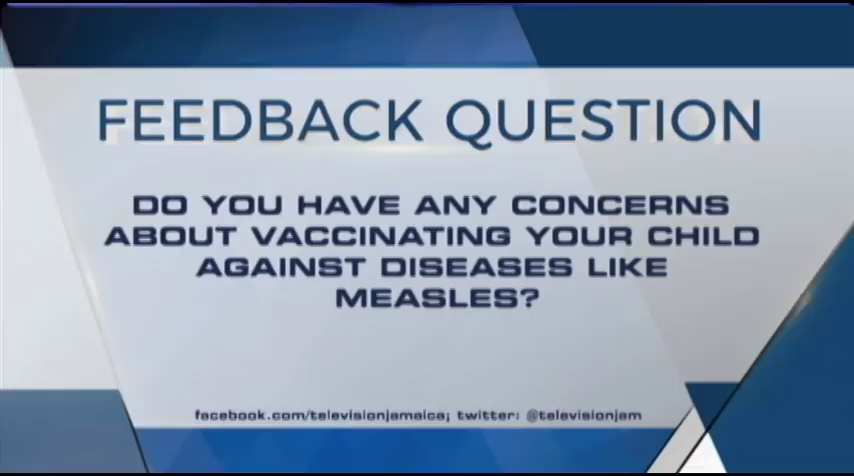 FEEDBACK QUESTION
DO YOU HAVE ANY CONCERNS
ABOUT VACCINATING YOUR CHILD
AGAINST DISEASES LIKE
MEASLES?
facebook.com/televisionjamaica; twitter: @televisionjam